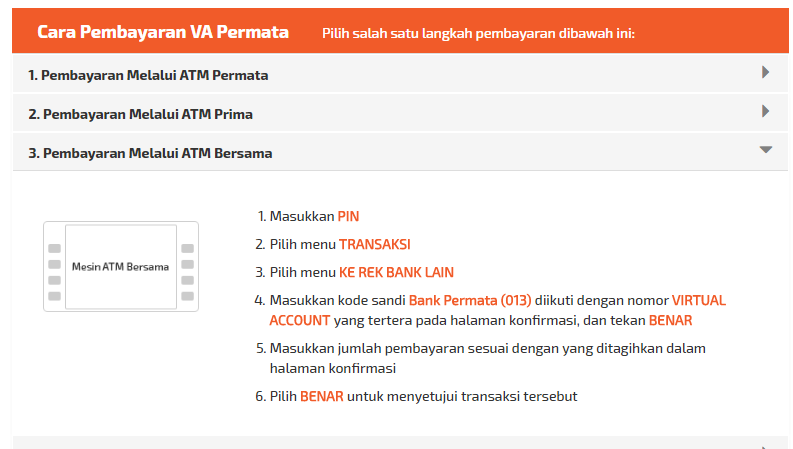 Cara Pembayaran VA Permata Pilih salah satu langkah pembayaran dibawah ini:
1. Pembayaran Melalui ATM Permata
2. Pembayaran Melalui ATM Prima
3. Pembayaran Melalui ATM Bersama
Mesin ATM Bersama
1. Masukkan PIN
2. Pilih menu TRANSAKSI
3. Pilih menu KE REK BANK LAIN
4. Masukkan kode sandi Bank Permata (013) diikuti dengan nomor VIRTUAL
ACCOUNT yang tertera pada halaman konfirmasi, dan tekan BENAR
5. Masukkan jumlah pembayaran sesuai dengan yang ditagihkan dalam
halaman konfirmasi
6. Pilih BENAR untuk menyetujui transaksi tersebut